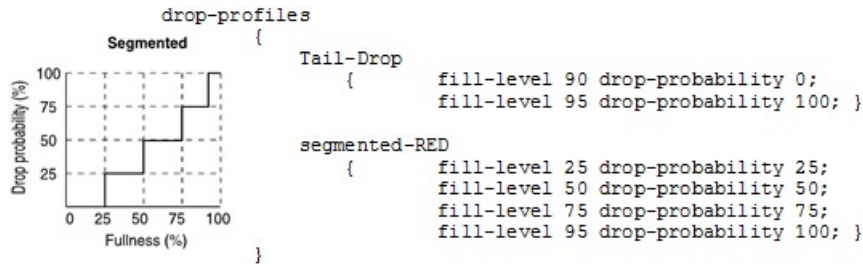 drop-profiles
{
Segmented
Drop probability (%)
100
75
50
25
0 25 50 75 100
Fullness (%)
Tail-Drop
{ fill-level 90 drop-probability 0;
fill-level 95 drop-probability 100; }
segmented-RED
{ fill-level 25 drop-probability 25;
fill-level 50 drop-probability 50;
fill-level 75 drop-probability 75;
fill-level 95 drop-probability 100; }
}